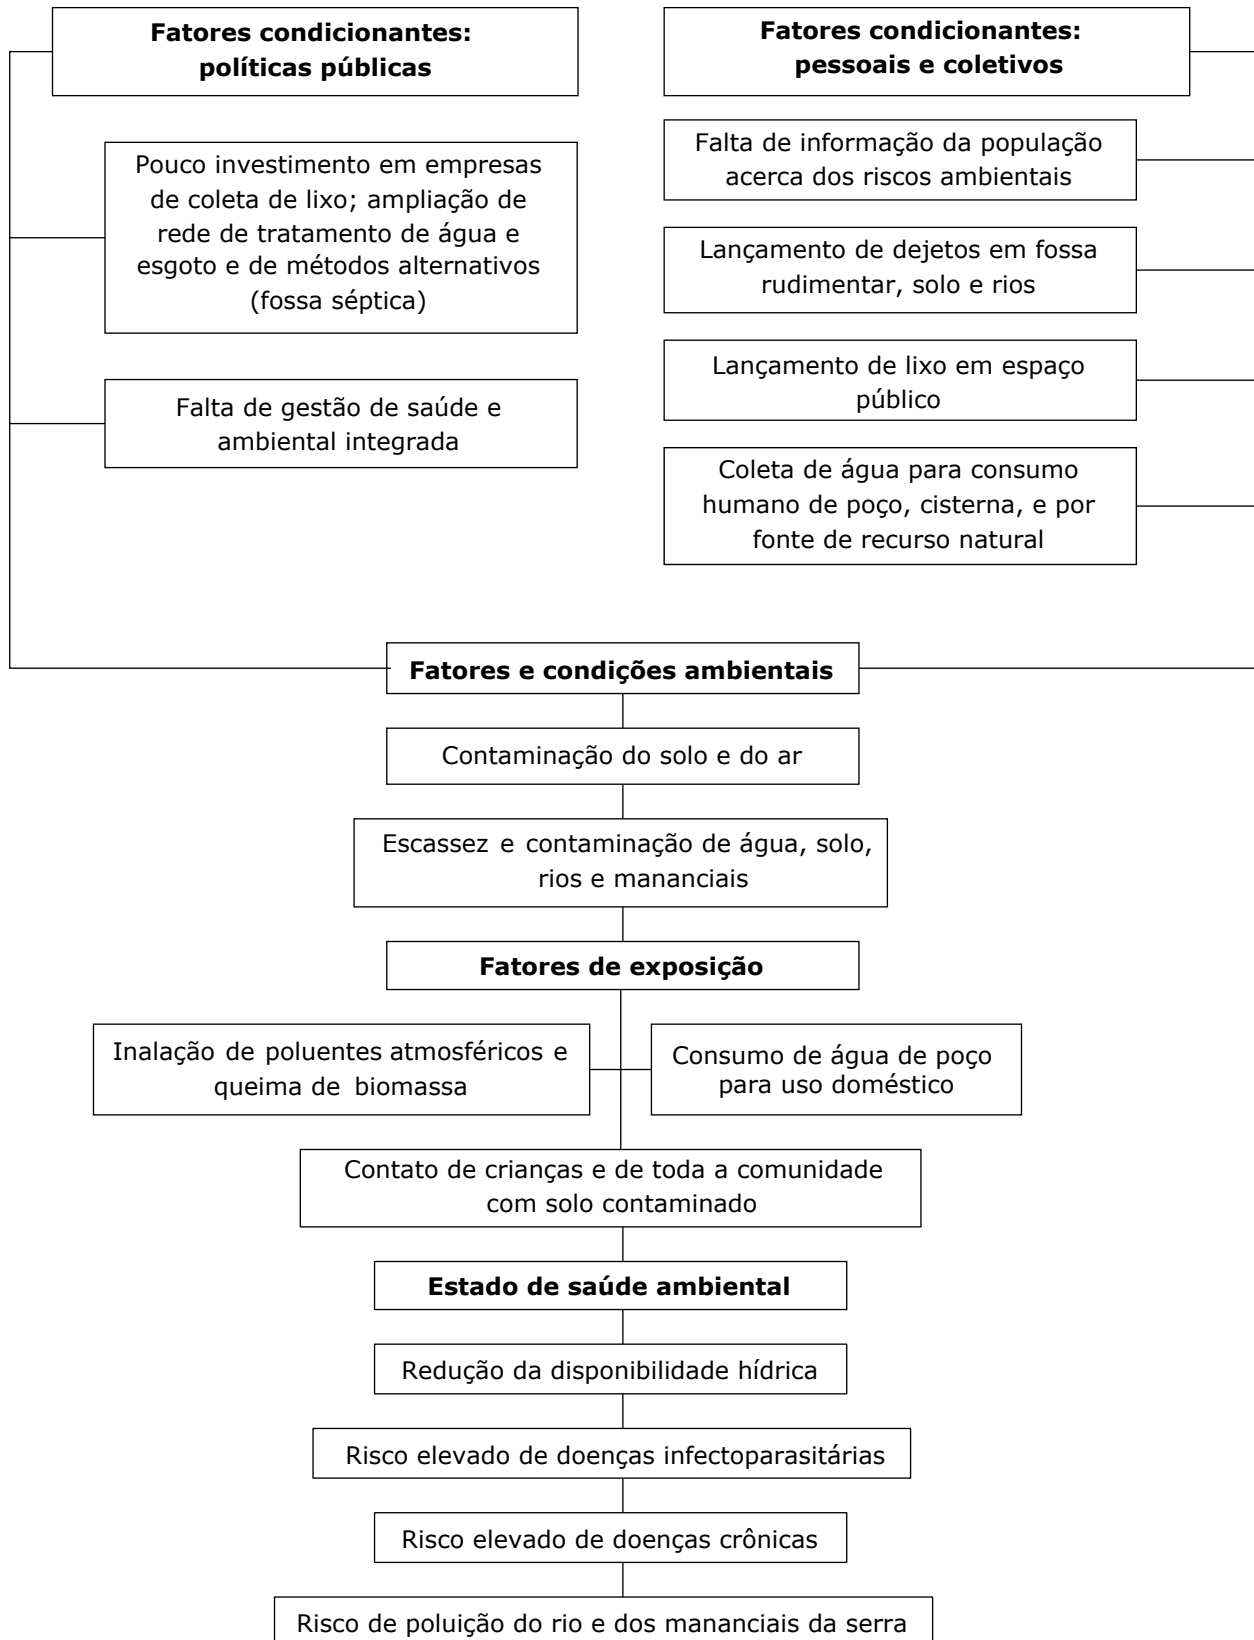 Fatores condicionantes:
políticas públicas
Pouco investimento em empresas
de coleta de lixo; ampliação de
rede de tratamento de água e
esgoto e de métodos alternativos
(fossa séptica)
Falta de gestão de saúde e
ambiental integrada
Fatores condicionantes:
pessoais e coletivos
Falta de informação da população
acerca dos riscos ambientais
Lançamento de dejetos em fossa
rudimentar, solo e rios
Lançamento de lixo em espaço
público
Coleta de água para consumo
humano de poço, cisterna, e por
fonte de recurso natural
Fatores e condições ambientais
Contaminação do solo e do ar
Escassez e contaminação de água, solo,
rios e mananciais
Fatores de exposição
Inalação de poluentes atmosféricos e
queima de biomassa
Consumo de água de poço
para uso doméstico
Contato de crianças e de toda a comunidade
com solo contaminado
Estado de saúde ambiental
Redução da disponibilidade hídrica
Risco elevado de doenças infectoparasitárias
Risco elevado de doenças crônicas
Risco de poluição do rio e dos mananciais da serra